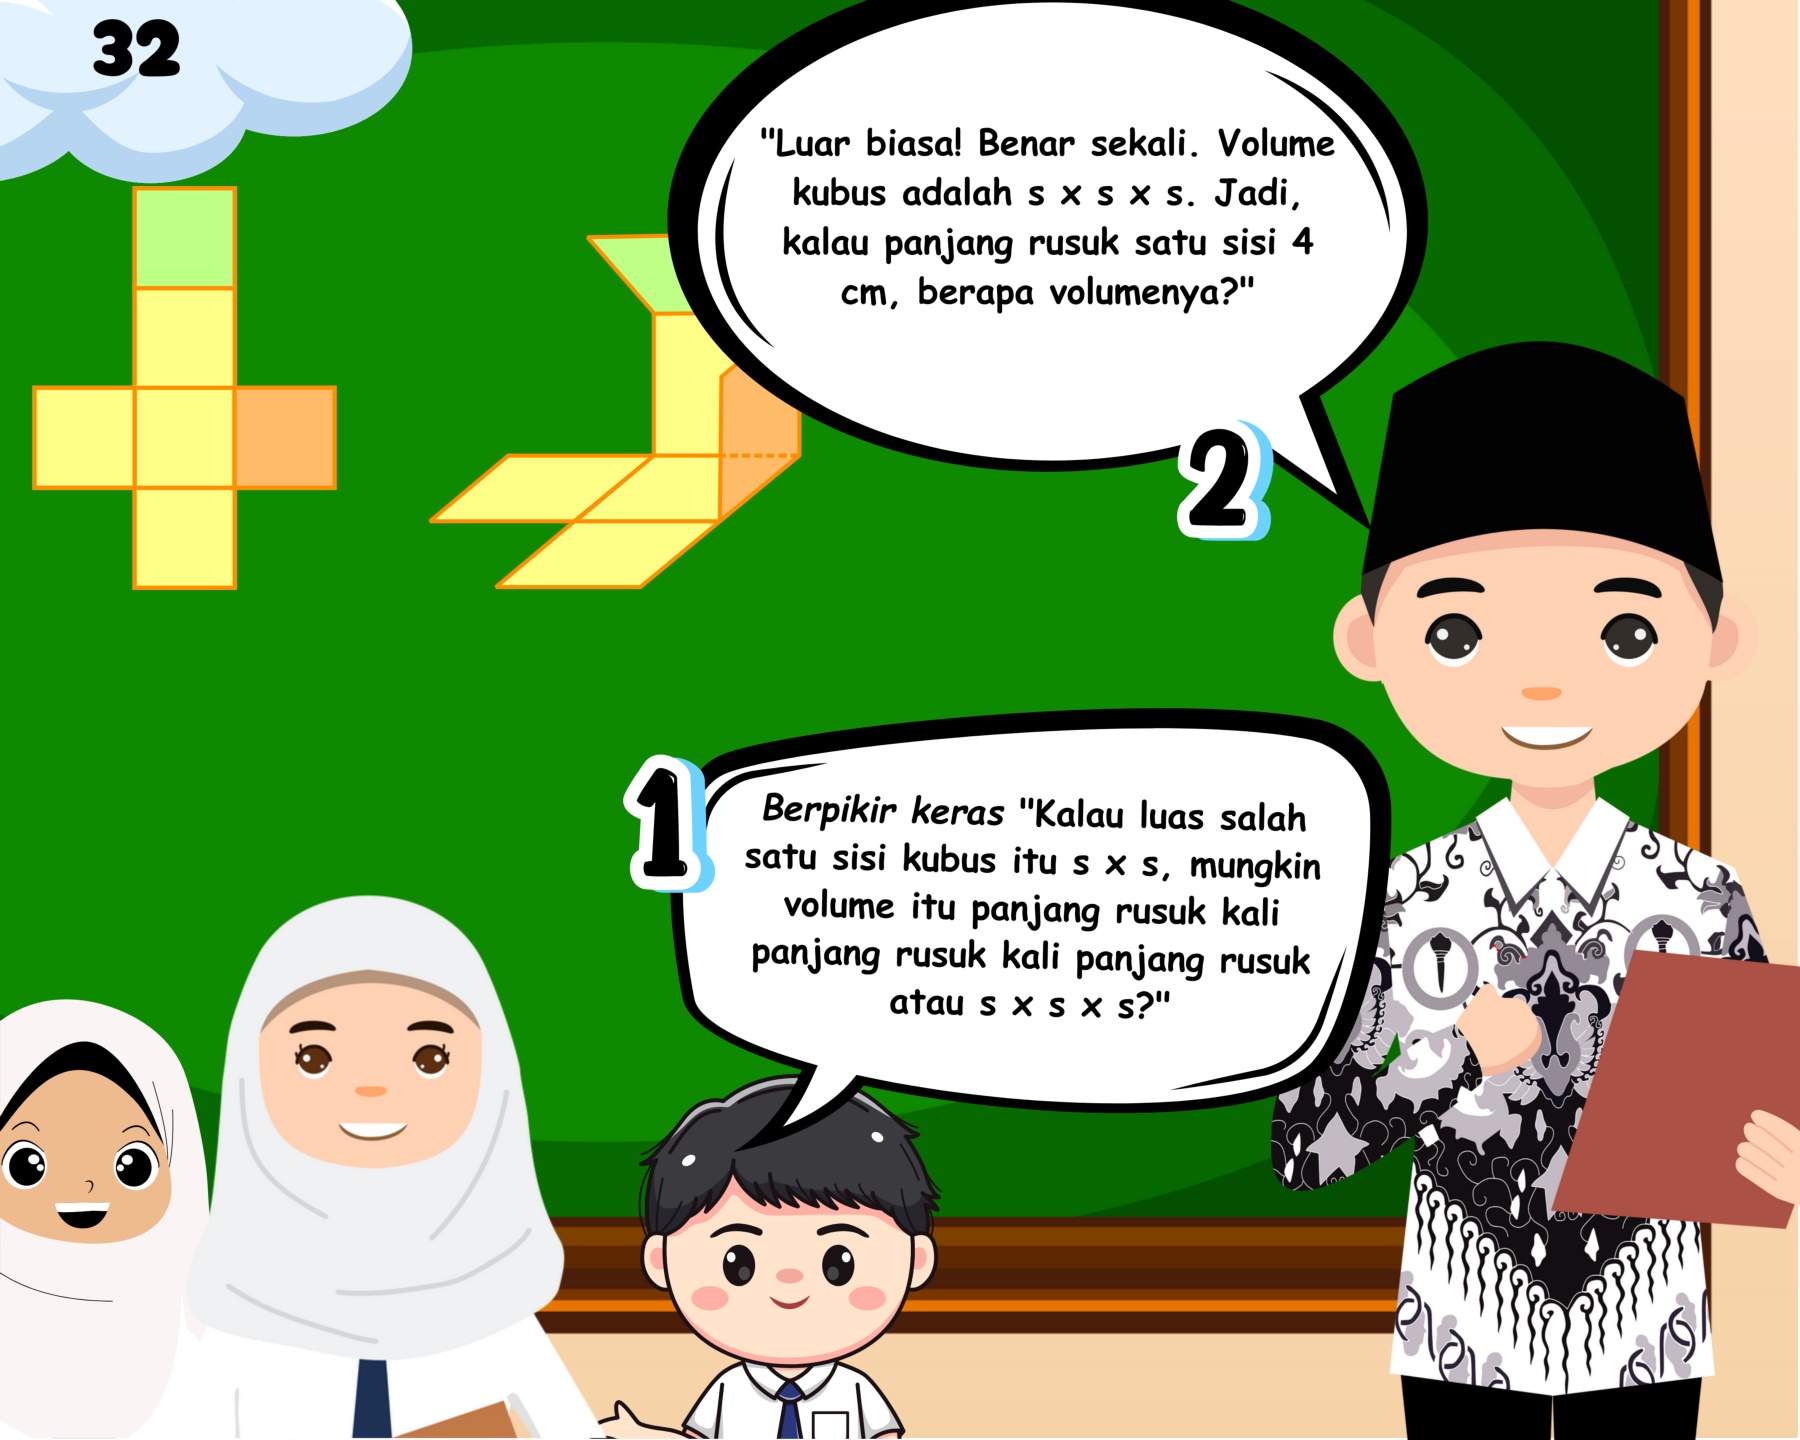 32
1
Berpikir keras "Kalau luas salah
satu sisi kubus itu s x s, mungkin
volume itu panjang rusuk kali
panjang rusuk kali panjang rusuk
atau s x s x s?"
2
"Luar biasa! Benar sekali. Volume
kubus adalah s x s x s. Jadi,
kalau panjang rusuk satu sisi 4
cm, berapa volumenya?"